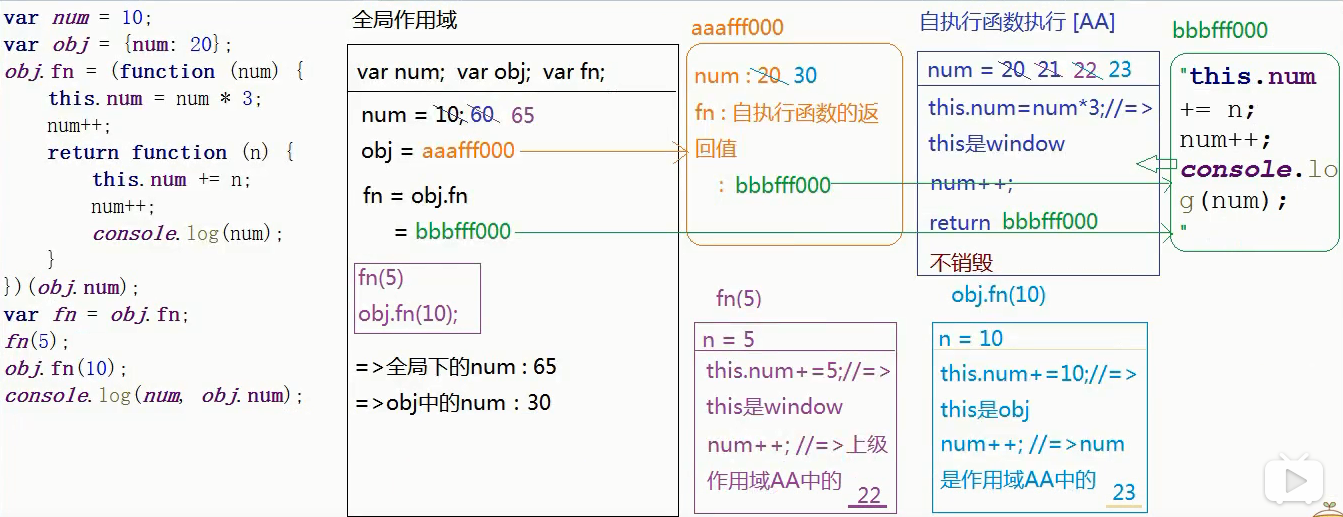 var num = 10;
var obj = {num: 20};
obj.fn = (function (num) {
this.num = num * 3;
num++;
return function (n) {
this.num += n;
num++;
console.log(num);
}
})(obj.num);
var fn = obj.fn;
fn(5);
obj.fn(10);
console.log(num, obj.num);
全局作用域
var num; var obj; var fn;
num = 10; 60 65
obj = aaafff000
fn = obj.fn
= bbbfff000
fn(5)
obj.fn(10);
=>全局下的num : 65
=>obj中的num : 30
aaafff000
num : 20 30
fn : 自执行函数的返
回值
: bbbfff000
自执行函数执行 [AA]
num = 20 21 22 23
this.num=num*3;//=>
this是window
num++;
return bbbfff000
不销毁
bbbfff000
"this.num
+= n;
num++;
console.lo
g(num);
"
fn(5)
n = 5
this.num+=5;//=>
this是window
num++; //=>上级
作用域AA中的 22
obj.fn(10)
n = 10
this.num+=10;//=>
this是obj
num++; //=>num
是作用域AA中的 23